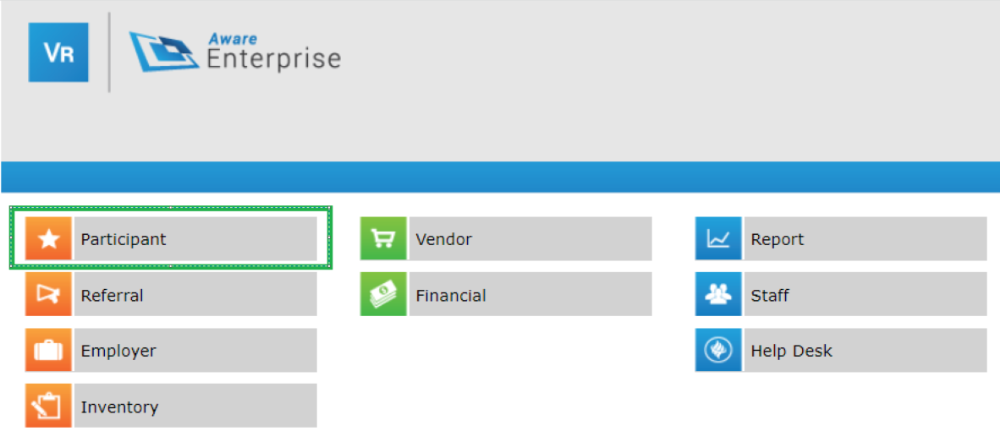 VR
Aware
Enterprise
Participant
Vendor
Report
Referral
Financial
Staff
Employer
Help Desk
Inventory